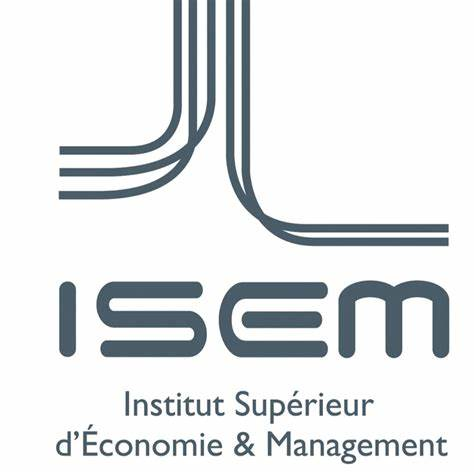 ISEM
Institut Supérieur
d’Économie & Management